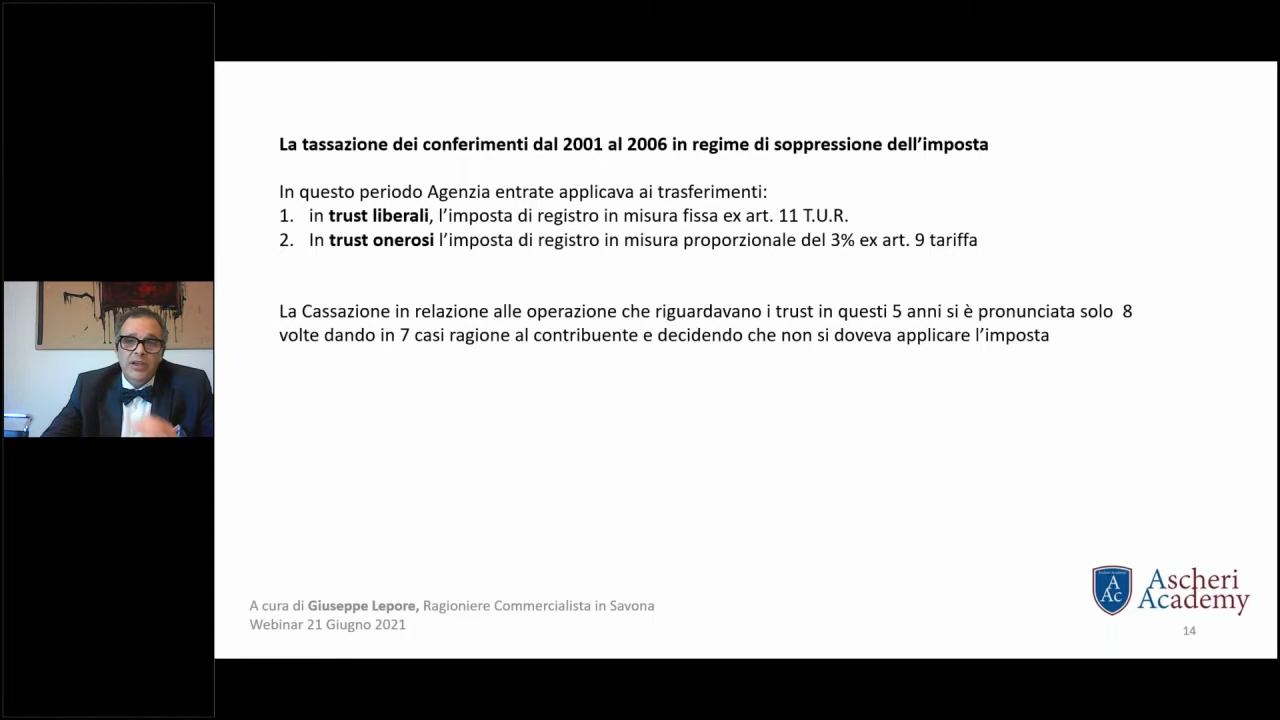 La tassazione dei conferimenti dal 2001 al 2006 in regime di soppressione dell'imposta
In questo periodo Agenzia entrate applicava ai trasferimenti:
1. in trust liberali, l'imposta di registro in misura fissa ex art. 11 T.U.R.
2. In trust onerosi l'imposta di registro in misura proporzionale del 3% ex art. 9 tariffa
La Cassazione in relazione alle operazione che riguardavano i trust in questi 5 anni si è pronunciata solo 8
volte dando in 7 casi ragione al contribuente e decidendo che non si doveva applicare l'imposta
A cura di Giuseppe Lepore, Ragioniere Commercialista in Savona
Webinar 21 Giugno 2021
A
Ac
Ascheri
Academy
14